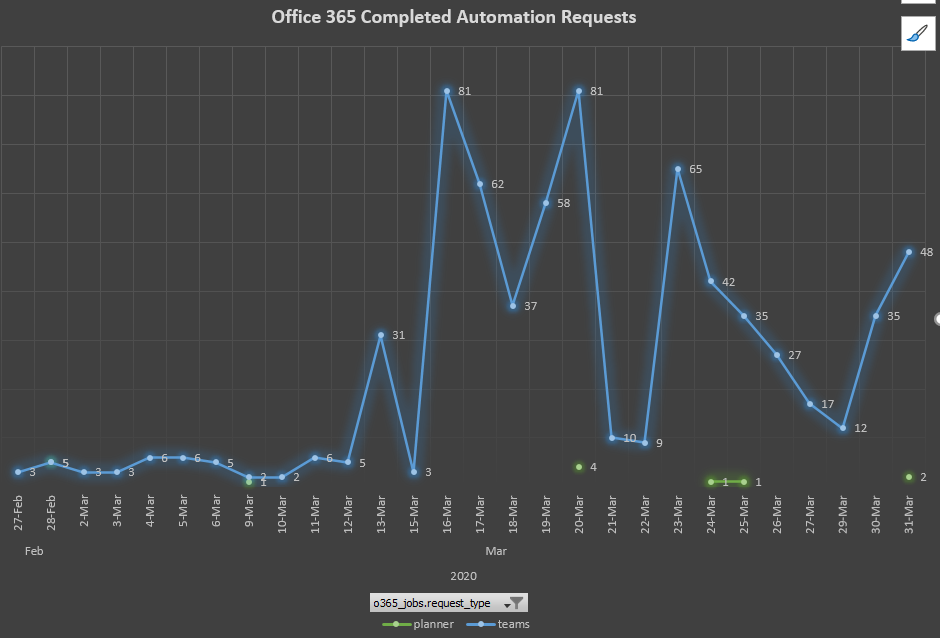 Office 365 Completed Automation Requests
81
81
62
65
58
48
42
37
35
35
31
27
17
12
10
9
3
5
3
3
6
6
5
2
2
6
5
3
1
4
1
1
2
27-Feb
28-Feb
2-Mar
3-Mar
4-Mar
5-Mar
6-Mar
9-Mar
10-Mar
11-Mar
12-Mar
13-Mar
15-Mar
16-Mar
17-Mar
18-Mar
19-Mar
20-Mar
21-Mar
22-Mar
23-Mar
24-Mar
25-Mar
26-Mar
27-Mar
29-Mar
30-Mar
31-Mar
Feb
Mar
2020
o365_jobs.request_type
planner
teams